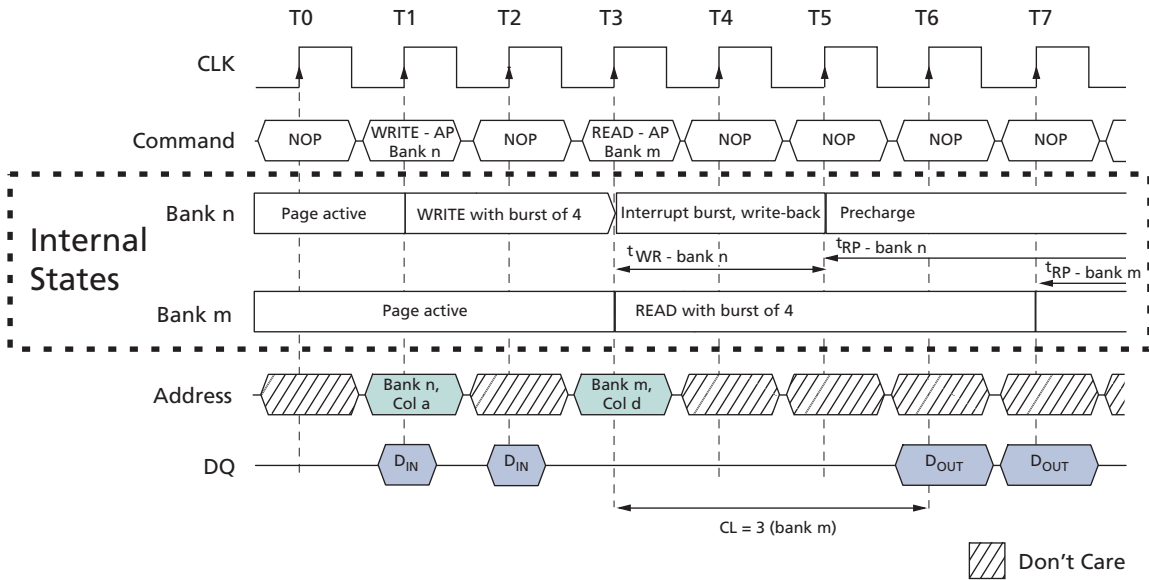 T0 T1 T2 T3 T4 T5 T6 T7
CLK
Command NOP WRITE - AP NOP READ - AP NOP NOP NOP NOP
Bank n Bank m
Bank n Page active WRITE with burst of 4 Interrupt burst, write-back Precharge
Internal
States
tWR - bank n tRP - bank n
tRP - bank m
Bank m Page active READ with burst of 4
Address Bank n, Bank m,
Col a Col d
DQ DIN DIN DOUT DOUT
CL = 3 (bank m)
Don't Care